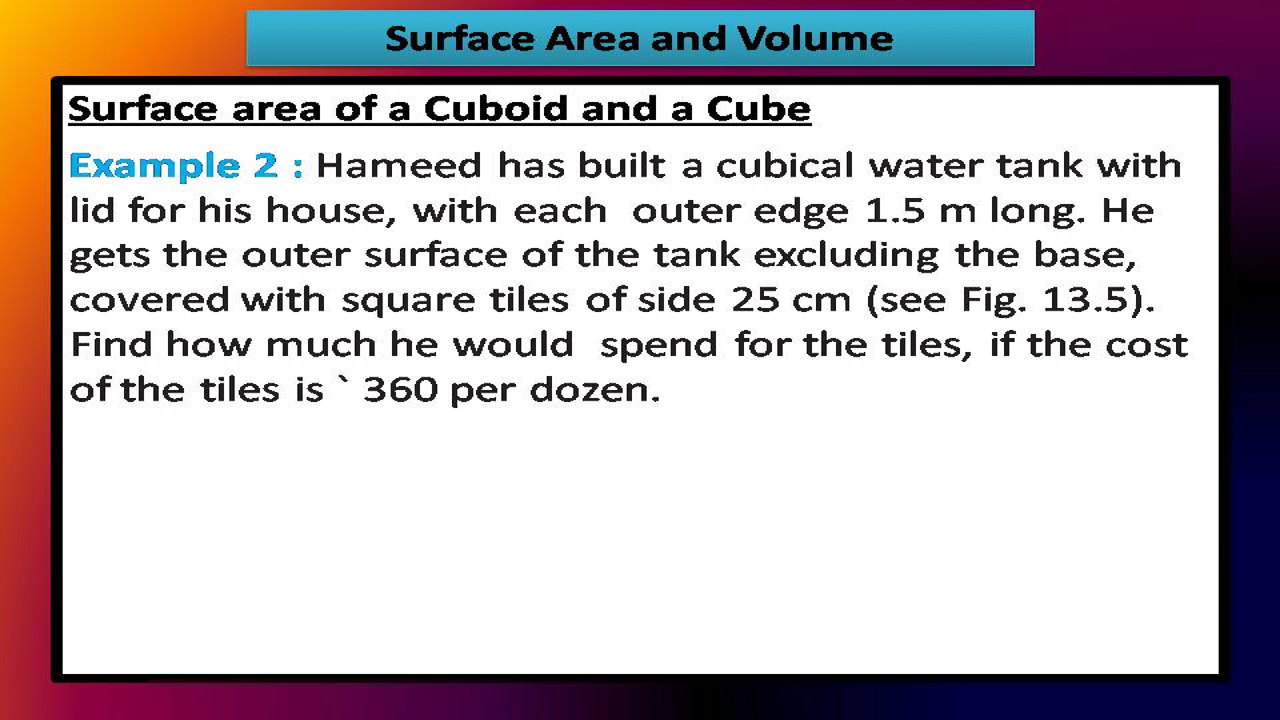 Surface Area and Volume
Surface area of a Cuboid and a Cube
Example 2 : Hameed has built a cubical water tank with
lid for his house, with each outer edge 1.5 m long. He
gets the outer surface of the tank excluding the base,
covered with square tiles of side 25 cm (see Fig. 13.5).
Find how much he would spend for the tiles, if the cost
of the tiles is ` 360 per dozen.